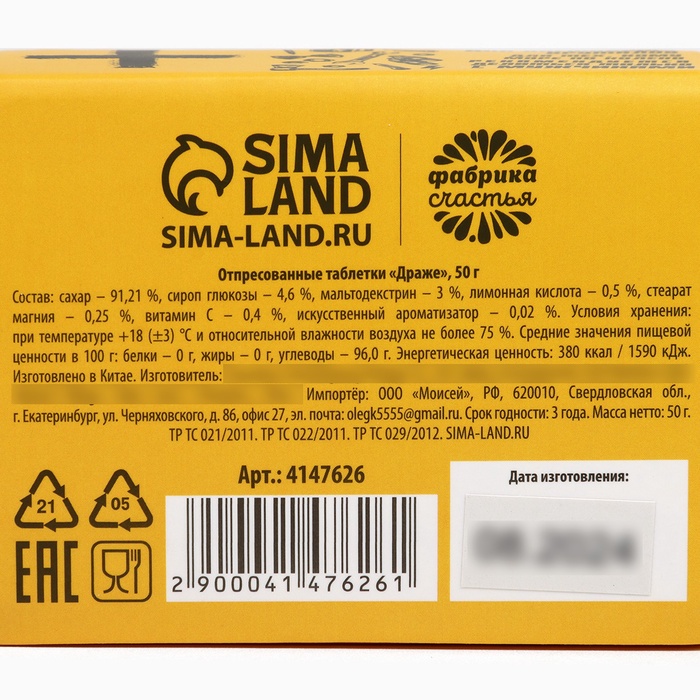 SIMA
LAND
SIMA-LAND.RU
фабрика
счастья
Отпресованные таблетки «Драже», 50 г
Состав: сахар – 91,21 %, сироп глюкозы – 4,6 %, мальтодекстрин – 3 %, лимонная кислота – 0,5 %, стеарат
магния – 0,25 %, витамин С – 0,4 %, искусственный ароматизатор – 0,02 %. Условия хранения:
при температуре +18 (±3) °С и относительной влажности воздуха не более 75 %. Средние значения пищевой
ценности в 100 г: белки – 0 г, жиры – 0 г, углеводы – 96,0 г. Энергетическая ценность: 380 ккал / 1590 кДж.
Изготовлено в Китае. Изготовитель:
Импортёр: ООО «Моисей», РФ, 620010, Свердловская обл.,
г. Екатеринбург, ул. Черняховского, д. 86, офис 27, эл. почта: olegk5555@gmail.ru. Срок годности: 3 года. Масса нетто: 50 г.
ТР ТС 021/2011. ТР ТС 022/2011. ТР ТС 029/2012. SIMA-LAND.RU
Арт.: 4147626
Дата изготовления:
21
05
EAC
2 900041 476261